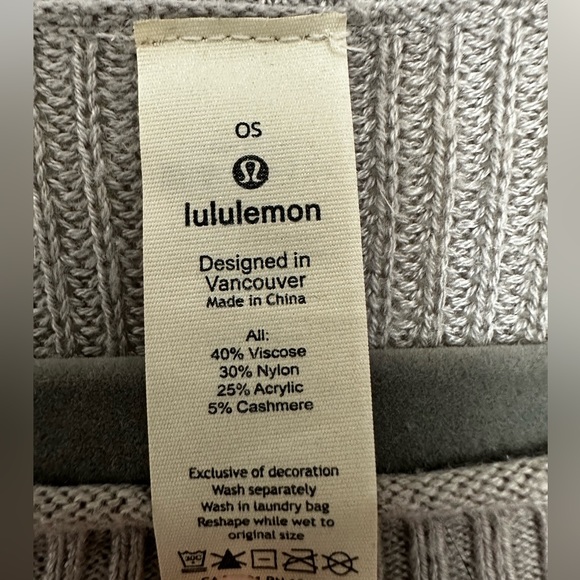 OS
lululemon
Designed in
Vancouver
Made in China
All:
40% Viscose
30% Nylon
25% Acrylic
5% Cashmere
Exclusive of decoration
Wash separately
Wash in laundry bag
Reshape while wet to
original size